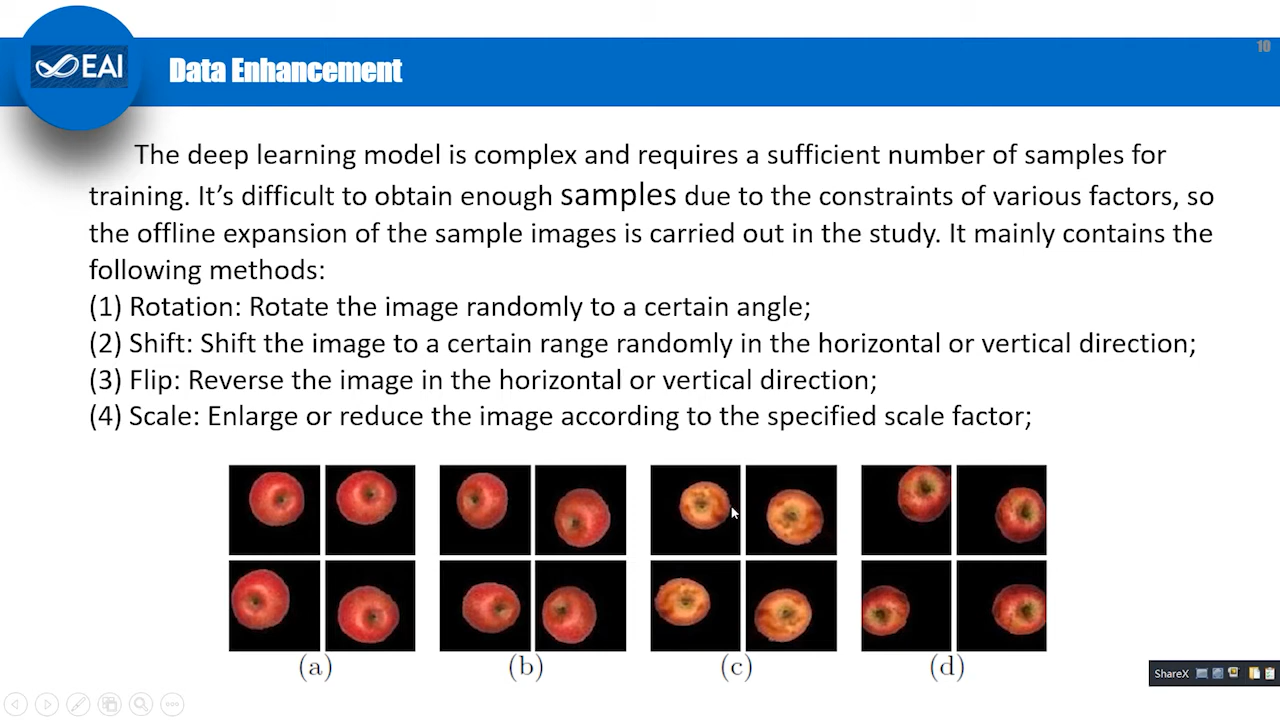 10
EAI
Data Enhancement
The deep learning model is complex and requires a sufficient number of samples for
training. It’s difficult to obtain enough samples due to the constraints of various factors, so
the offline expansion of the sample images is carried out in the study. It mainly contains the
following methods:
(1) Rotation: Rotate the image randomly to a certain angle;
(2) Shift: Shift the image to a certain range randomly in the horizontal or vertical direction;
(3) Flip: Reverse the image in the horizontal or vertical direction;
(4) Scale: Enlarge or reduce the image according to the specified scale factor;
(a) (b) (c) (d)
ShareX